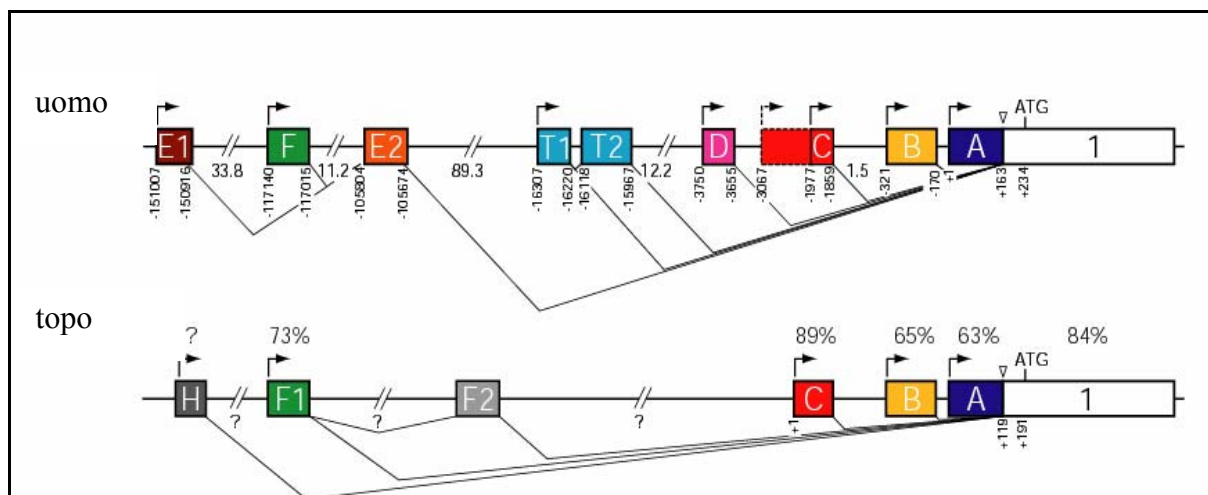 uomo
ATG
E1 F E2 T1 T2 D C B A 1
33.8 11.2 89.3 12.2 1.5
-151007 -150916 -117140 -117015 -105804 -105674 -16307 -16220 -16118 -15967 -3750 -3655 -3067 -1977 -1859 -321 -170 +1 +163 +234
topo
? 73% 89% 65% 63% 84%
ATG
H F1 F2 C B A 1
? ? ?
+1 +119 +191